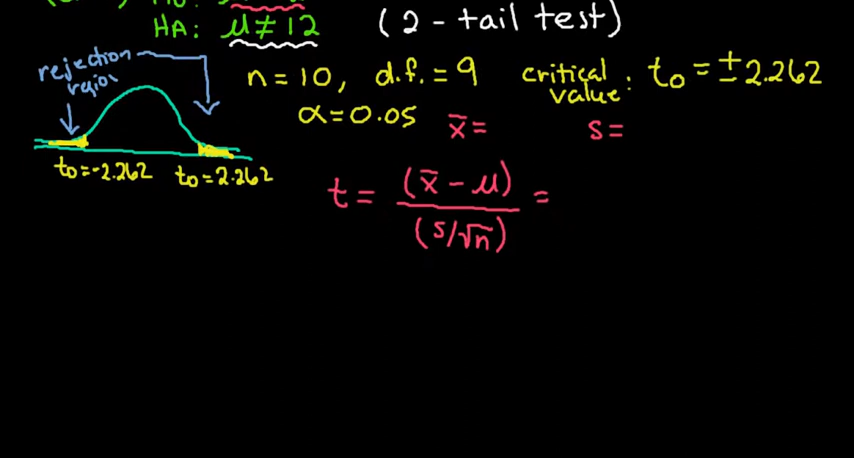 HA: μ ≠ 12 (2 - tail test)
rejection
region
n = 10, d.f. = 9 critical value: t₀ = ±2.262
α = 0.05
x̄ = s =
t₀ = -2.262 t₀ = 2.262
t = (x̄ - μ) / (s/√n) =